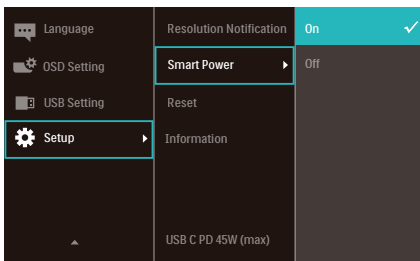 Language
OSD Setting
USB Setting
Setup
Resolution Notification
Smart Power
Reset
Information
USB C PD 45W (max)
On
Off